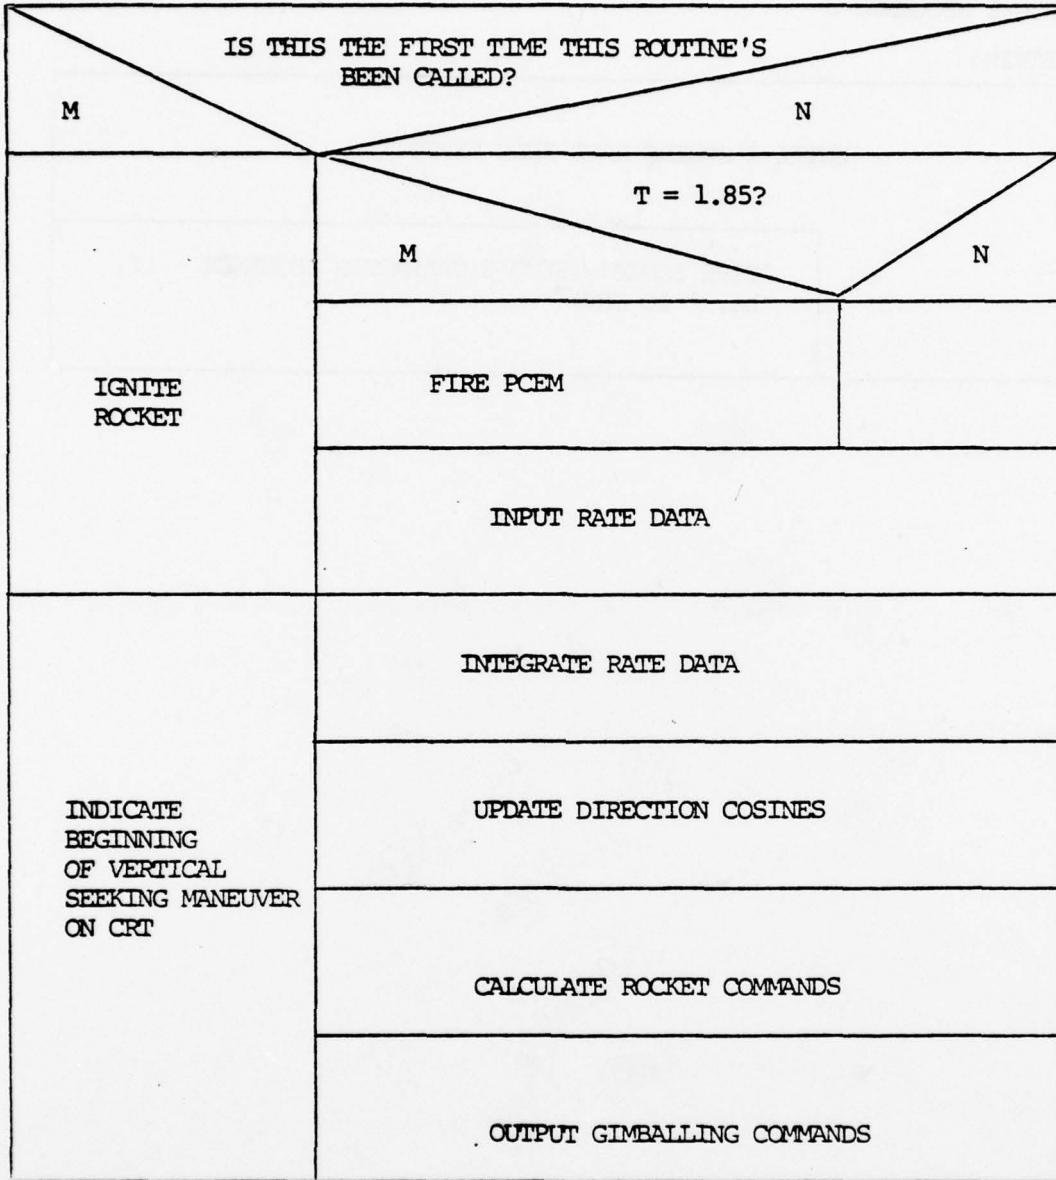 IS THIS THE FIRST TIME THIS ROUTINE'S
BEEN CALLED?
M
N
T = 1.85?
M
N
IGNITE
ROCKET
FIRE PCEM
INPUT RATE DATA
INTEGRATE RATE DATA
INDICATE
BEGINNING
OF VERTICAL
SEEKING MANEUVER
ON CRT
UPDATE DIRECTION COSINES
CALCULATE ROCKET COMMANDS
OUTPUT GIMBALLING COMMANDS